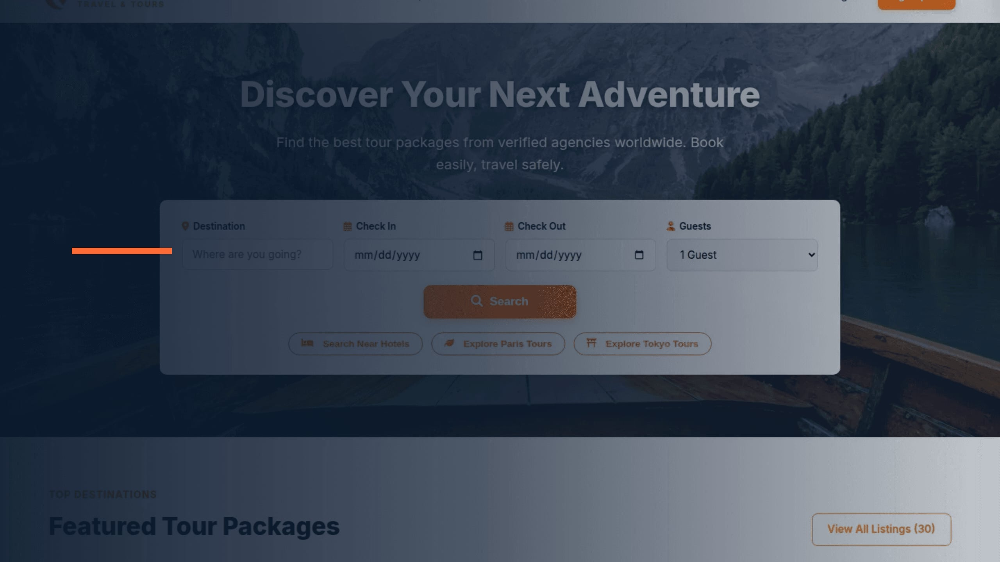 TRAVEL & TOURS
Discover Your Next Adventure
Find the best tour packages from verified agencies worldwide. Book
easily, travel safely.
Destination
Check In
Check Out
Guests
Where are you going?
mm/dd/yyyy
mm/dd/yyyy
1 Guest
Search
Search Near Hotels
Explore Paris Tours
Explore Tokyo Tours
TOP DESTINATIONS
Featured Tour Packages
View All Listings (30)